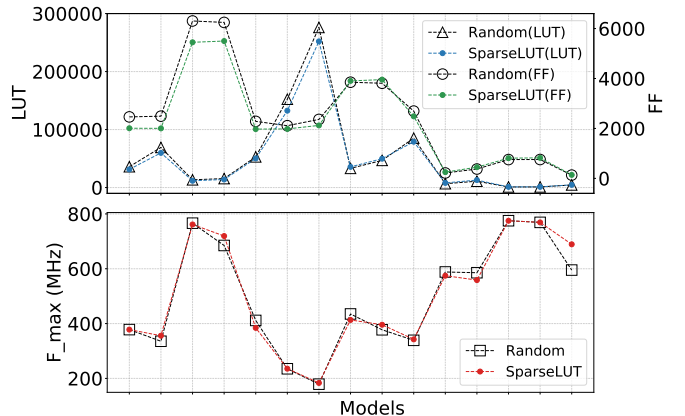 300000
200000
100000
0
LUT
6000
4000
2000
0
FF
Random(LUT)
SparseLUT(LUT)
Random(FF)
SparseLUT(FF)
800
600
400
200
F_max (MHz)
Random
SparseLUT
Models